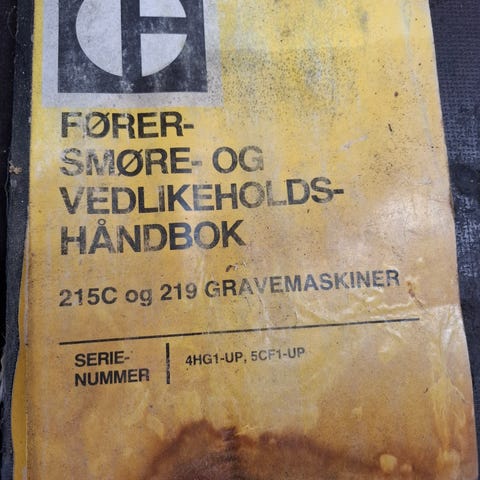 FØRER-
SMØRE- OG
VEDLIKEHOLDS-
HÅNDBOK
215C og 219 GRAVEMASKINER
SERIE-
NUMMER
4HG1-UP, 5CF1-UP